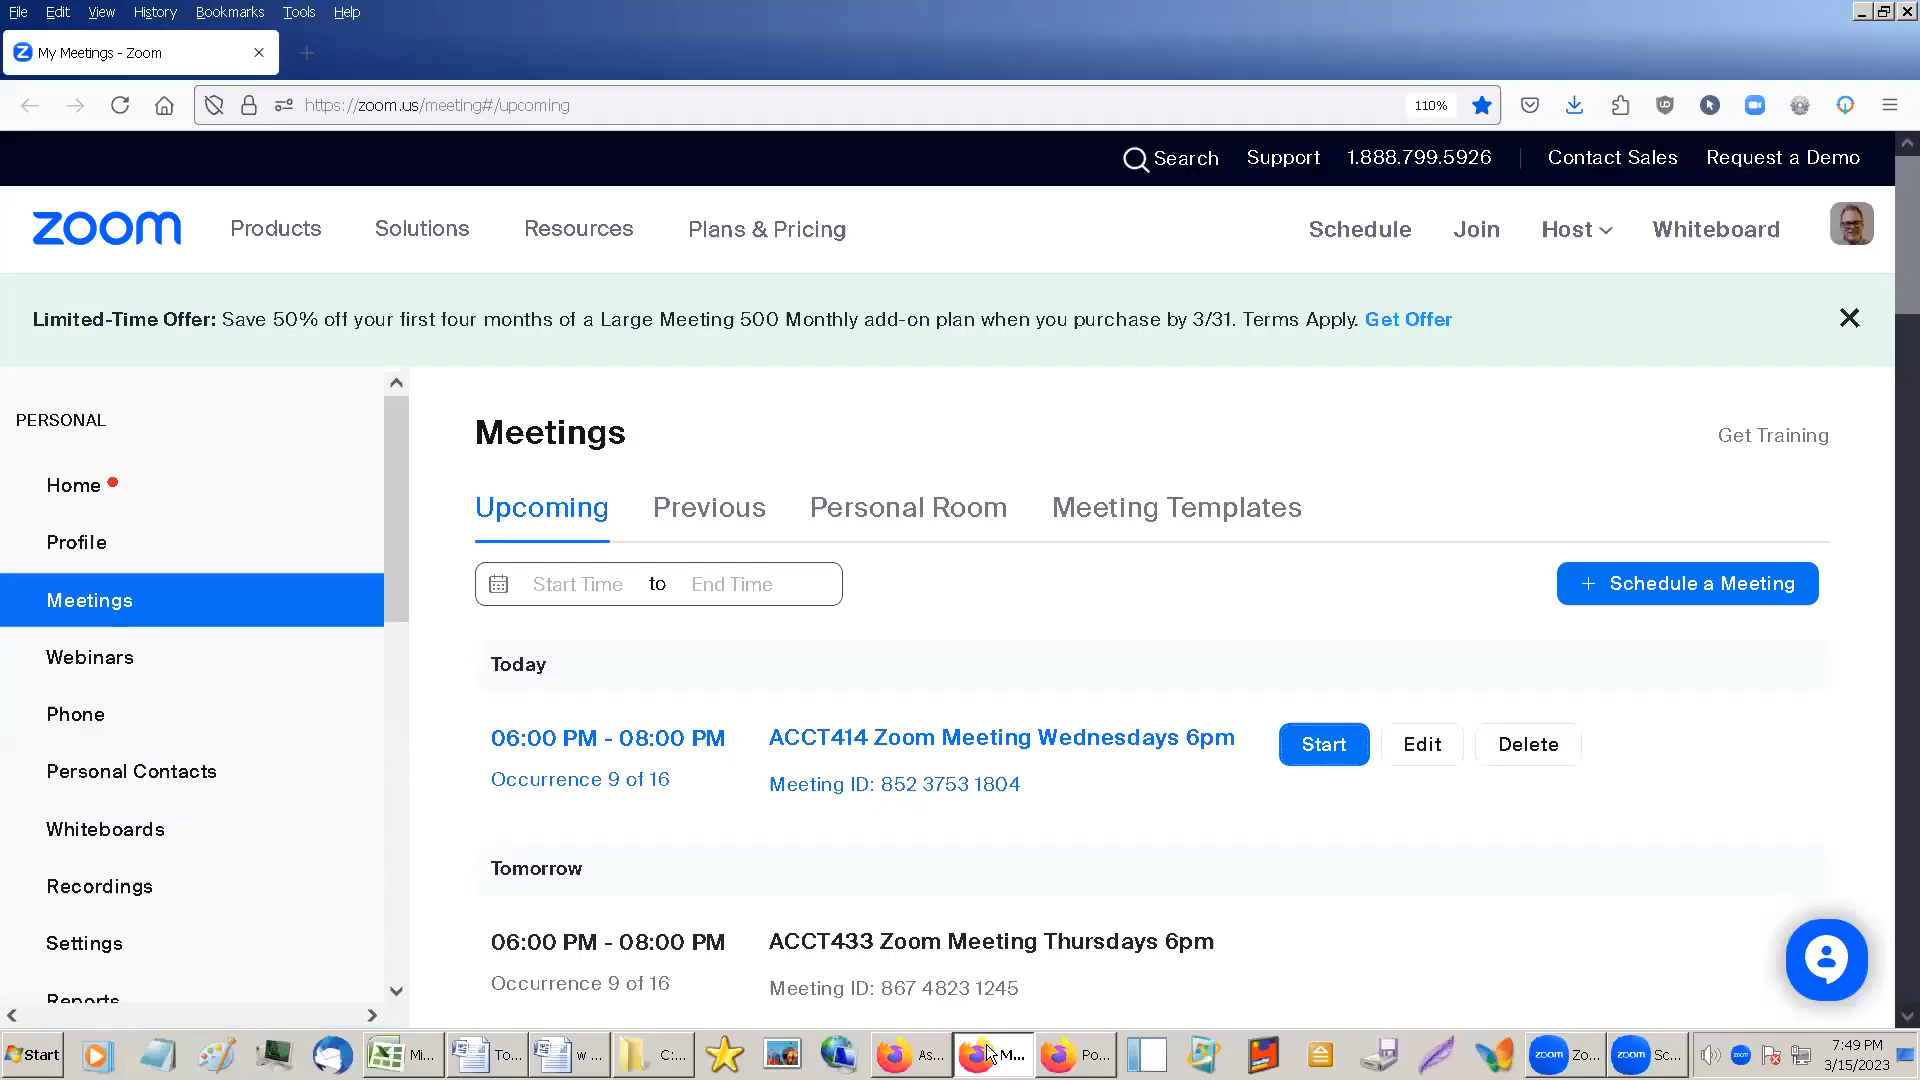 File Edit View History Bookmarks Tools Help
My Meetings - Zoom
https://zoom.us/meeting#/upcoming 110%
Search Support 1.888.799.5926 Contact Sales Request a Demo
zoom Products Solutions Resources Plans & Pricing Schedule Join Host Whiteboard
Limited-Time Offer: Save 50% off your first four months of a Large Meeting 500 Monthly add-on plan when you purchase by 3/31. Terms Apply. Get Offer
PERSONAL
Home
Profile
Meetings
Webinars
Phone
Personal Contacts
Whiteboards
Recordings
Settings
Reports
Meetings
Get Training
Upcoming Previous Personal Room Meeting Templates
Start Time to End Time
+ Schedule a Meeting
Today
06:00 PM - 08:00 PM ACCT414 Zoom Meeting Wednesdays 6pm Start Edit Delete
Occurrence 9 of 16 Meeting ID: 852 3753 1804
Tomorrow
06:00 PM - 08:00 PM ACCT433 Zoom Meeting Thursdays 6pm
Occurrence 9 of 16 Meeting ID: 867 4823 1245
Start Mi... To... w ... C:... As... M... Po... zoom Zo... zoom Sc... 7:49 PM
3/15/2023